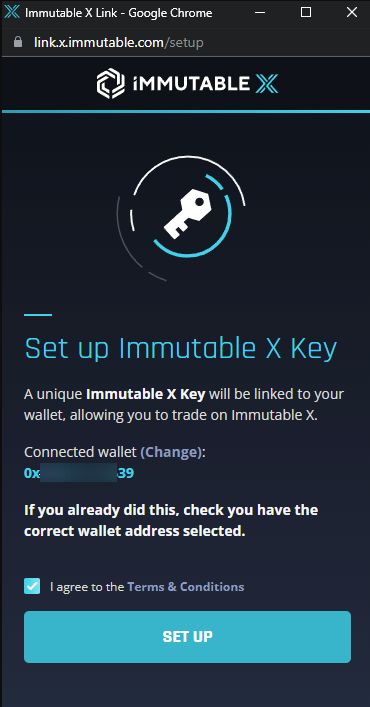 Immutable X Link - Google Chrome
link.x.immutable.com/setup
iMMUTABLE X
Set up Immutable X Key
A unique Immutable X Key will be linked to your
wallet, allowing you to trade on Immutable X.
Connected wallet (Change):
0x 39
If you already did this, check you have the
correct wallet address selected.
I agree to the Terms & Conditions
SET UP